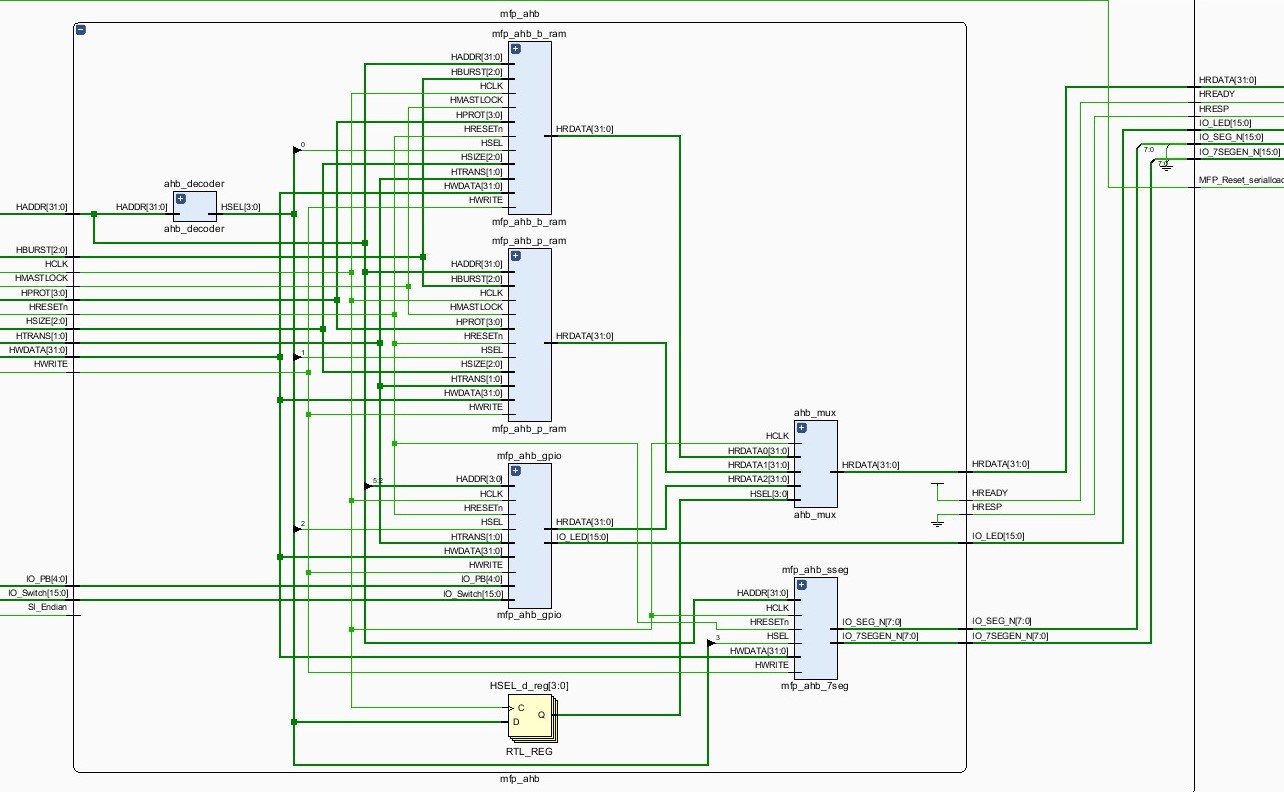 mfp_ahb
mfp_ahb_b_ram
HADDR[31:0]
HBURST[2:0]
HCLK
HMASTLOCK
HPROT[3:0]
HRESETn
HSEL
HSIZE[2:0]
HTRANS[1:0]
HWDATA[31:0]
HWRITE
HRDATA[31:0]
mfp_ahb_b_ram
0
ahb_decoder
HADDR[31:0]
HADDR[31:0]
HSEL[3:0]
ahb_decoder
HBURST[2:0]
HCLK
HMASTLOCK
HPROT[3:0]
HRESETn
HSIZE[2:0]
HTRANS[1:0]
HWDATA[31:0]
HWRITE
mfp_ahb_p_ram
HADDR[31:0]
HBURST[2:0]
HCLK
HMASTLOCK
HPROT[3:0]
HRESETn
HSEL
HSIZE[2:0]
HTRANS[1:0]
HWDATA[31:0]
HWRITE
HRDATA[31:0]
mfp_ahb_p_ram
1
mfp_ahb_gpio
HADDR[3:0]
HCLK
HRESETn
HSEL
HTRANS[1:0]
HWDATA[31:0]
HWRITE
IO_PB[4:0]
IO_Switch[15:0]
HRDATA[31:0]
IO_LED[15:0]
mfp_ahb_gpio
5:2
2
IO_PB[4:0]
IO_Switch[15:0]
SI_Endian
ahb_mux
HCLK
HRDATA0[31:0]
HRDATA1[31:0]
HRDATA2[31:0]
HSEL[3:0]
HRDATA[31:0]
ahb_mux
HRDATA[31:0]
HREADY
HRESP
IO_LED[15:0]
mfp_ahb_sseg
HADDR[31:0]
HCLK
HRESETn
HSEL
HWDATA[31:0]
HWRITE
IO_SEG_N[7:0]
IO_7SEGEN_N[7:0]
mfp_ahb_7seg
3
IO_SEG_N[7:0]
IO_7SEGEN_N[7:0]
HSEL_d_reg[3:0]
C
D
Q
RTL_REG
mfp_ahb
HRDATA[31:0]
HREADY
HRESP
IO_LED[15:0]
IO_SEG_N[15:0]
7:0
IO_7SEGEN_N[15:0]
7:0